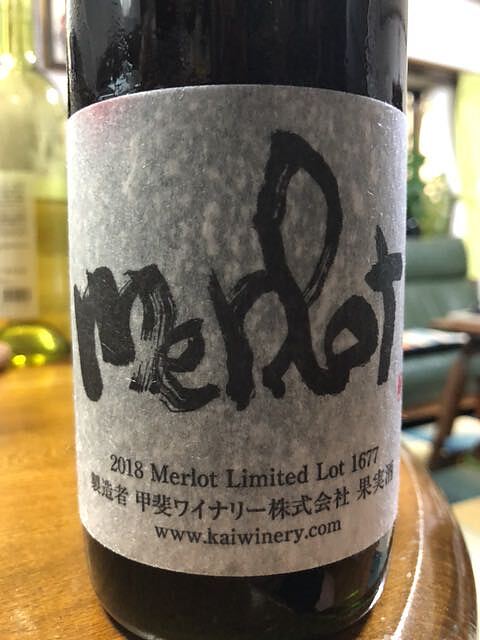 merlot
2018 Merlot Limited Lot 1677
製造者 甲斐ワイナリー株式会社 果実酒
www.kaiwinery.com